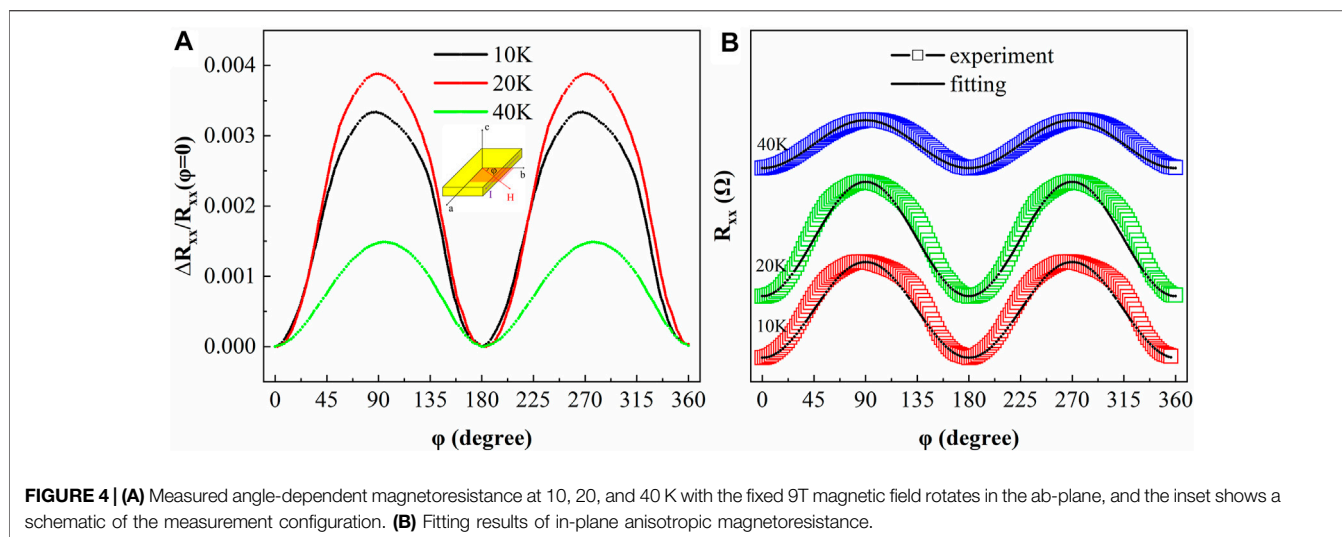 A
ΔR_xx/R_xx(φ=0)
0.004
0.003
0.002
0.001
0.000
10K
20K
40K
c
φ
b
a
I
H
0 45 90 135 180 225 270 315 360
φ (degree)
B
R_xx (Ω)
experiment
fitting
40K
20K
10K
0 45 90 135 180 225 270 315 360
φ (degree)
FIGURE 4 | (A) Measured angle-dependent magnetoresistance at 10, 20, and 40 K with the fixed 9T magnetic field rotates in the ab-plane, and the inset shows a
schematic of the measurement configuration. (B) Fitting results of in-plane anisotropic magnetoresistance.